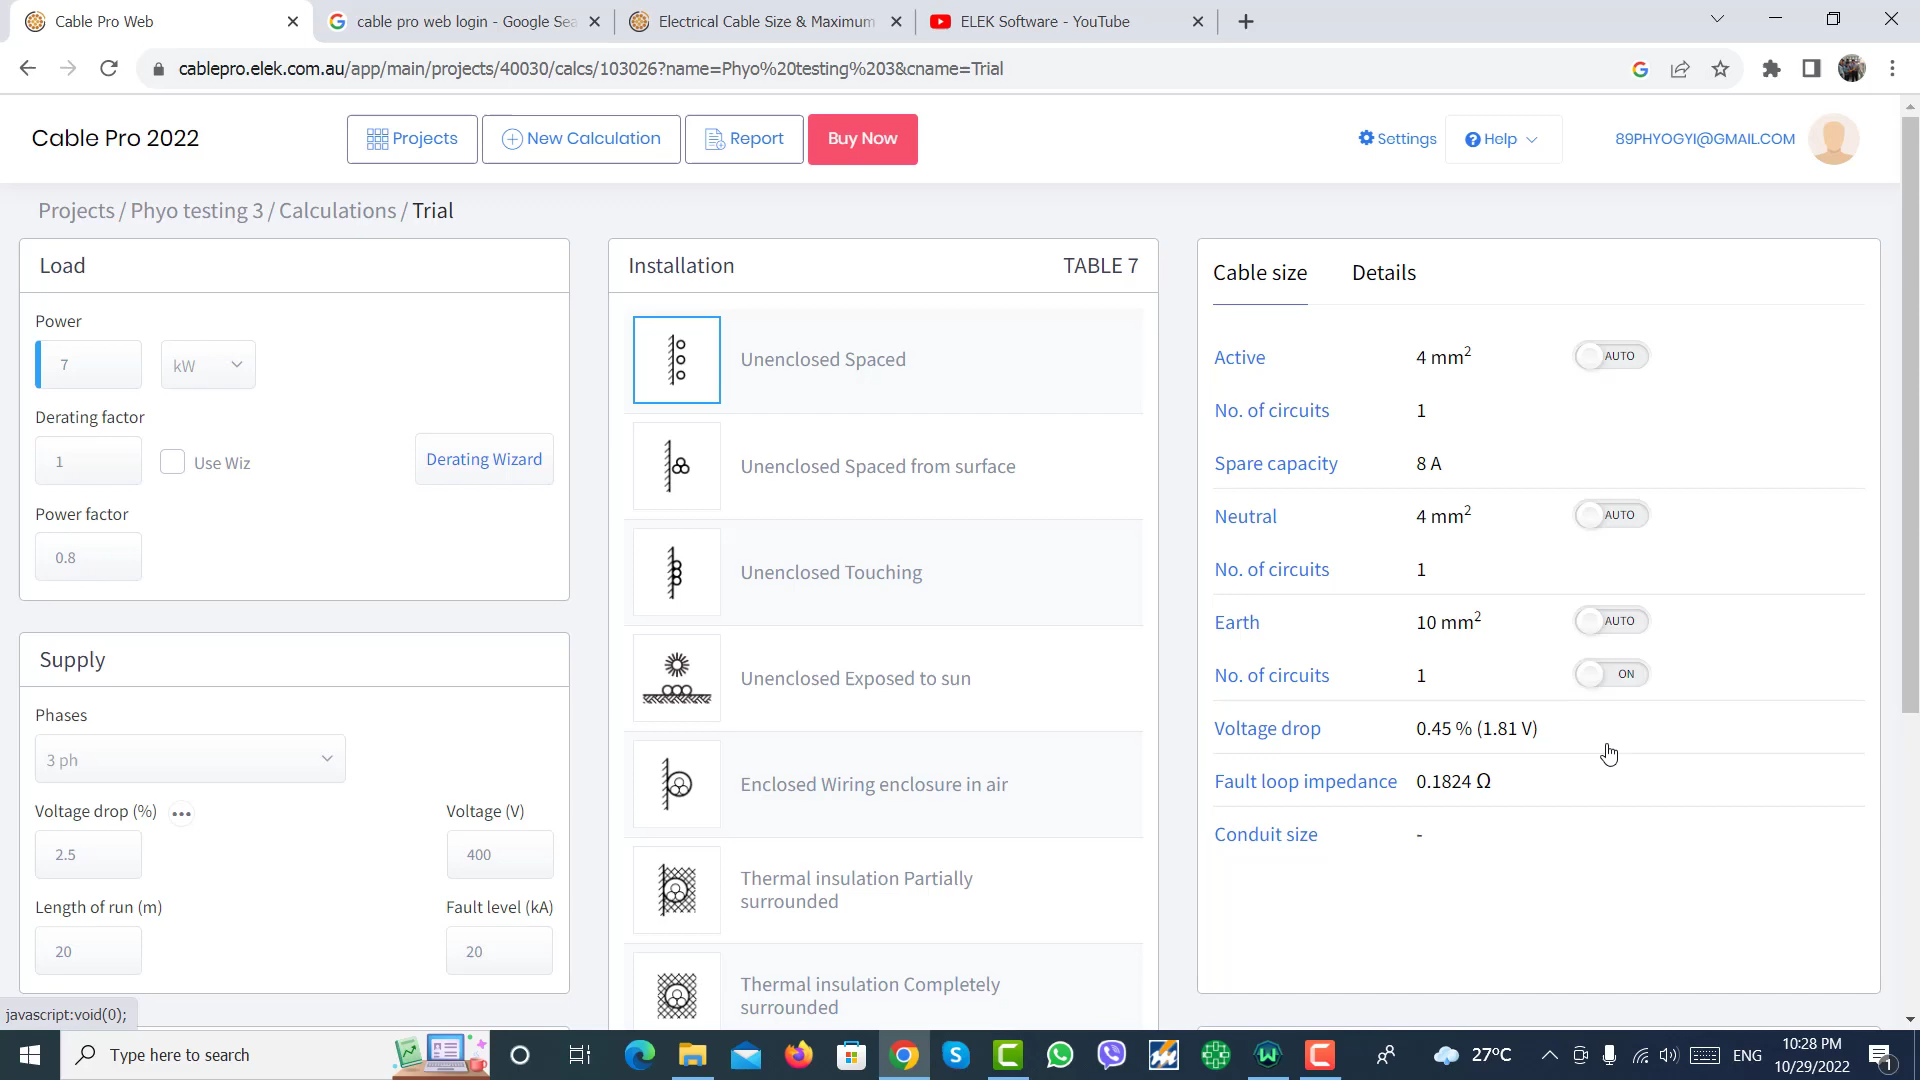 Cable Pro Web
cable pro web login - Google Sea
Electrical Cable Size & Maximum
ELEK Software - YouTube
cablepro.elek.com.au/app/main/projects/40030/calcs/103026?name=Phyo%20testing%203&cname=Trial
Cable Pro 2022
Projects
New Calculation
Report
Buy Now
Settings
Help
89PHYOGYI@GMAIL.COM
Projects / Phyo testing 3 / Calculations / Trial
Load
Power
7
kW
Derating factor
1
Use Wiz
Derating Wizard
Power factor
0.8
Supply
Phases
3 ph
Voltage drop (%)
Voltage (V)
2.5
400
Length of run (m)
Fault level (kA)
20
20
javascript:void(0);
Installation
TABLE 7
Unenclosed Spaced
Unenclosed Spaced from surface
Unenclosed Touching
Unenclosed Exposed to sun
Enclosed Wiring enclosure in air
Thermal insulation Partially
surrounded
Thermal insulation Completely
surrounded
Cable size
Details
Active 4 mm² AUTO
No. of circuits 1
Spare capacity 8 A
Neutral 4 mm² AUTO
No. of circuits 1
Earth 10 mm² AUTO
No. of circuits 1 ON
Voltage drop 0.45 % (1.81 V)
Fault loop impedance 0.1824 Ω
Conduit size -
Type here to search
27°C
ENG
10:28 PM
10/29/2022
1